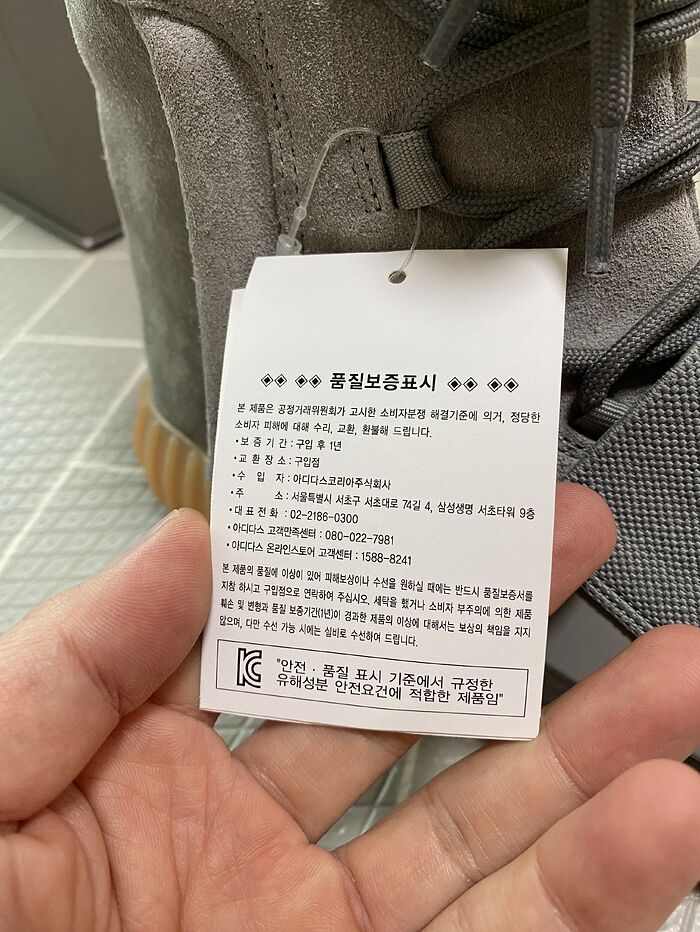 ◈◈ ◈◈ 품질보증표시 ◈◈ ◈◈
본 제품은 공정거래위원회가 고시한 소비자분쟁 해결기준에 의거, 정당한
소비자 피해에 대해 수리, 교환, 환불해 드립니다.
•보 증 기 간 : 구입 후 1년
•교 환 장 소 : 구입점
•수 입 자 : 아디다스코리아주식회사
•주 소 : 서울특별시 서초구 서초대로 74길 4, 삼성생명 서초타워 9층
•대 표 전 화 : 02-2186-0300
•아디다스 고객만족센터 : 080-022-7981
•아디다스 온라인스토어 고객센터 : 1588-8241
본 제품의 품질에 이상이 있어 피해보상이나 수선을 원하실 때에는 반드시 품질보증서를
지참 하시고 구입점으로 연락하여 주십시오. 세탁을 했거나 소비자 부주의에 의한 제품
훼손 및 변형과 품질 보증기간(1년)이 경과한 제품의 이상에 대해서는 보상의 책임을 지지
않으며, 다만 수선 가능 시에는 실비로 수선하여 드립니다.
KC "안전 · 품질 표시 기준에서 규정한
유해성분 안전요건에 적합한 제품임"